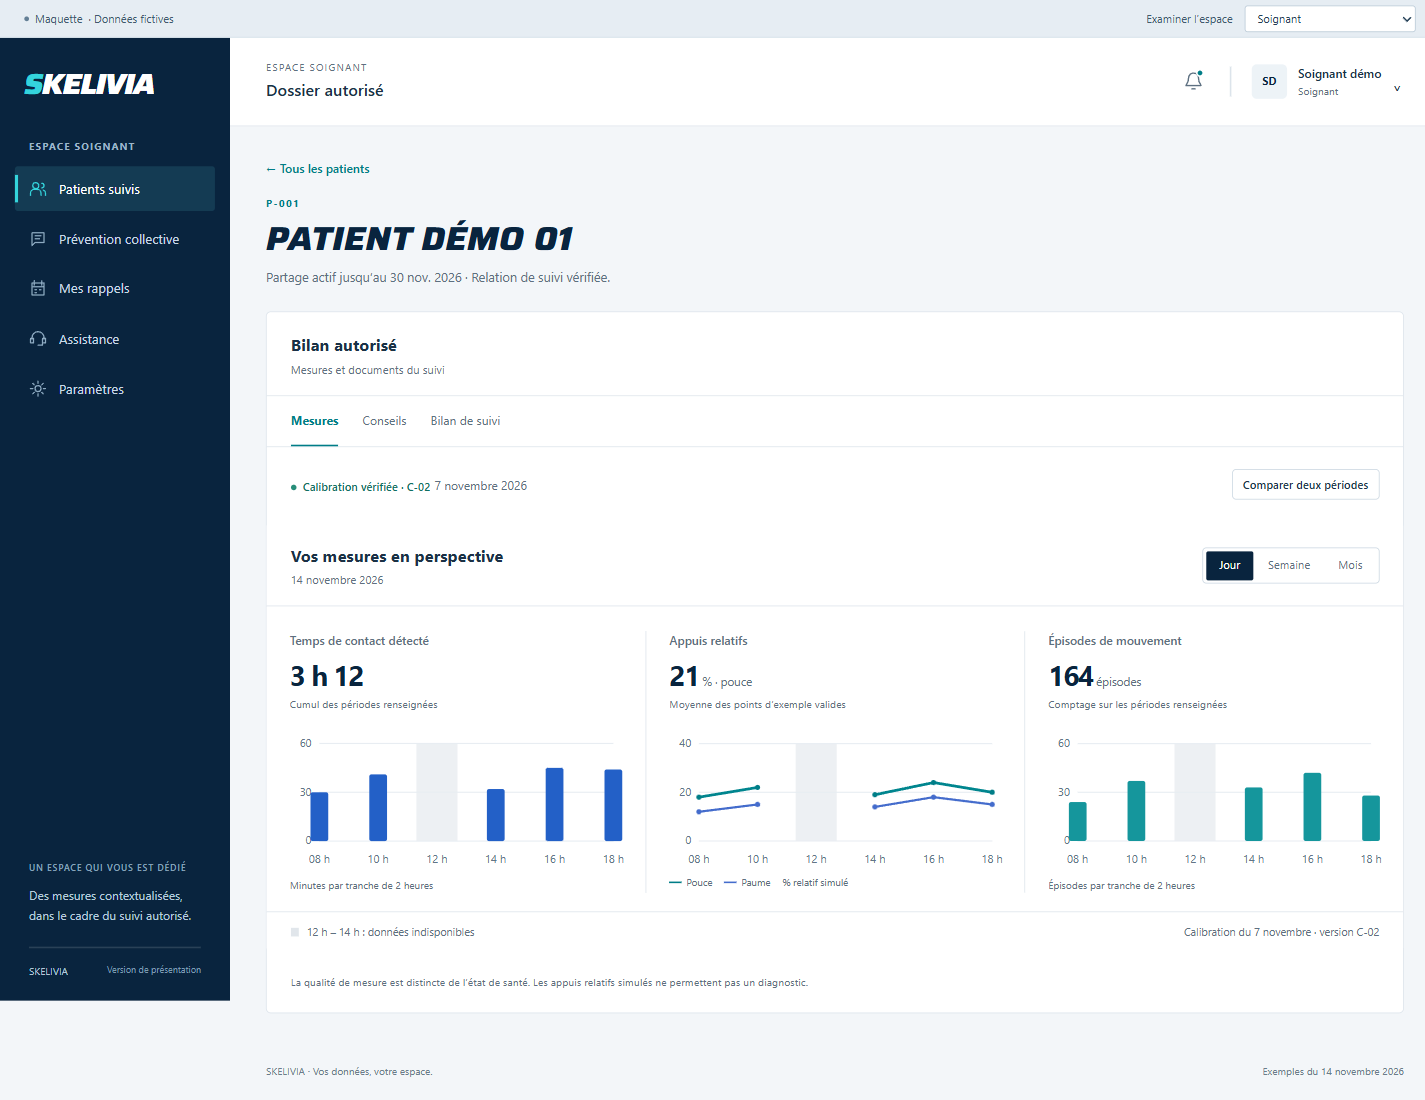 Maquette · Données fictives
Examiner l'espace
Soignant
SKELIVIA
ESPACE SOIGNANT
Patients suivis
Prévention collective
Mes rappels
Assistance
Paramètres
UN ESPACE QUI VOUS EST DÉDIÉ
Des mesures contextualisées,
dans le cadre du suivi autorisé.
SKELIVIA
Version de présentation
ESPACE SOIGNANT
Dossier autorisé
SD
Soignant démo
Soignant
← Tous les patients
P-001
PATIENT DÉMO 01
Partage actif jusqu'au 30 nov. 2026 · Relation de suivi vérifiée.
Bilan autorisé
Mesures et documents du suivi
Mesures
Conseils
Bilan de suivi
Calibration vérifiée · C-02 7 novembre 2026
Comparer deux périodes
Vos mesures en perspective
14 novembre 2026
Jour
Semaine
Mois
Temps de contact détecté
3 h 12
Cumul des périodes renseignées
60
30
0
08 h 10 h 12 h 14 h 16 h 18 h
Minutes par tranche de 2 heures
Appuis relatifs
21 % · pouce
Moyenne des points d'exemple valides
40
20
0
08 h 10 h 12 h 14 h 16 h 18 h
Pouce Paume % relatif simulé
Épisodes de mouvement
164 épisodes
Comptage sur les périodes renseignées
60
30
0
08 h 10 h 12 h 14 h 16 h 18 h
Épisodes par tranche de 2 heures
12 h – 14 h : données indisponibles
Calibration du 7 novembre · version C-02
La qualité de mesure est distincte de l'état de santé. Les appuis relatifs simulés ne permettent pas un diagnostic.
SKELIVIA · Vos données, votre espace.
Exemples du 14 novembre 2026